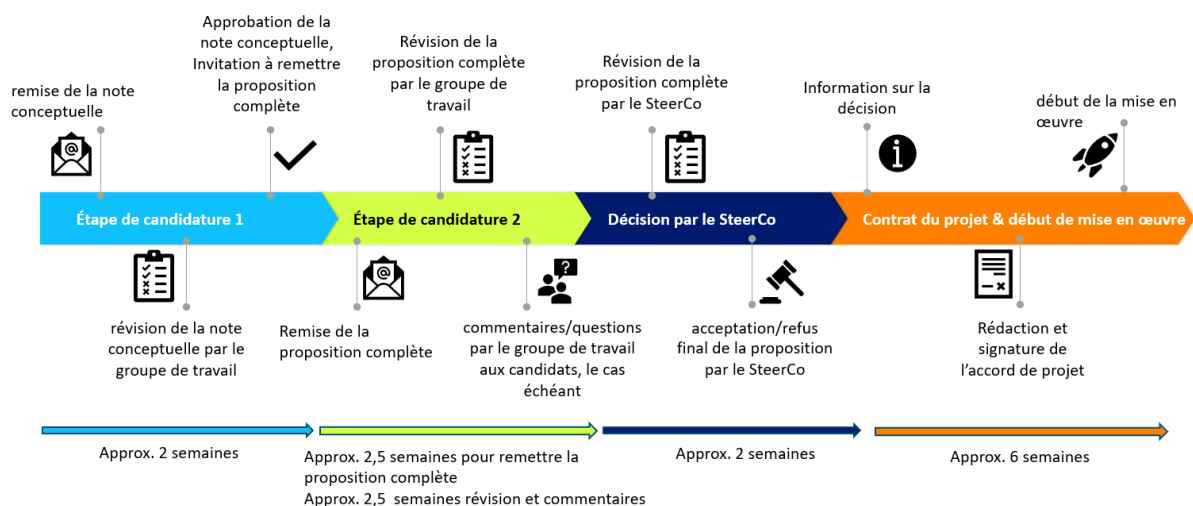 remise de la note
conceptuelle
Approbation de la
note conceptuelle,
Invitation à remettre
la proposition
complète
Révision de la
proposition complète
par le groupe de
travail
Révision de la
proposition complète
par le SteerCo
Information sur la
décision
début de la mise en
œuvre
Étape de candidature 1
Étape de candidature 2
Décision par le SteerCo
Contrat du projet & début de mise en œuvre
révision de la note
conceptuelle par le
groupe de travail
Remise de la
proposition complète
commentaires/questions
par le groupe de travail
aux candidats, le cas
échéant
acceptation/refus
final de la proposition
par le SteerCo
Rédaction et
signature de
l’accord de projet
Approx. 2 semaines
Approx. 2,5 semaines pour remettre la
proposition complète
Approx. 2,5 semaines révision et commentaires
Approx. 2 semaines
Approx. 6 semaines